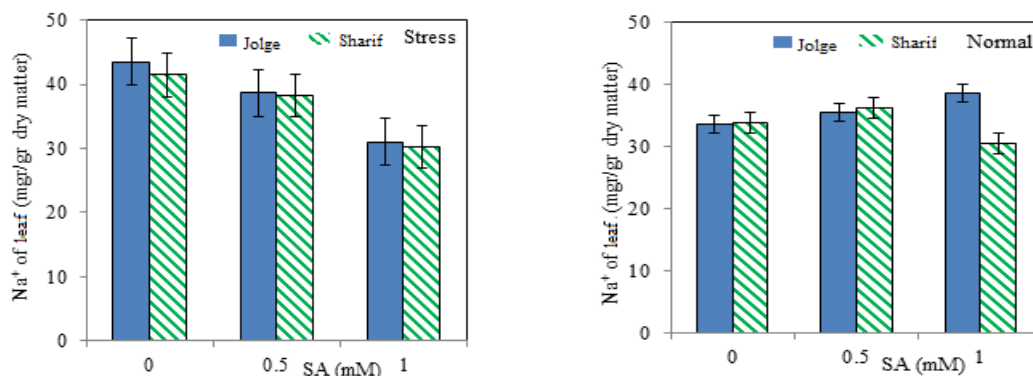 50
40
30
20
10
0
Na⁺ of leaf (mgr/gr dry matter)
Jolge Sharif Stress
0 0.5 1
SA (mM)
50
40
30
20
10
0
Na⁺ of leaf. (mgr/gr dry matter)
Jolge Sharif Normal
0 0.5 1
SA (mM)